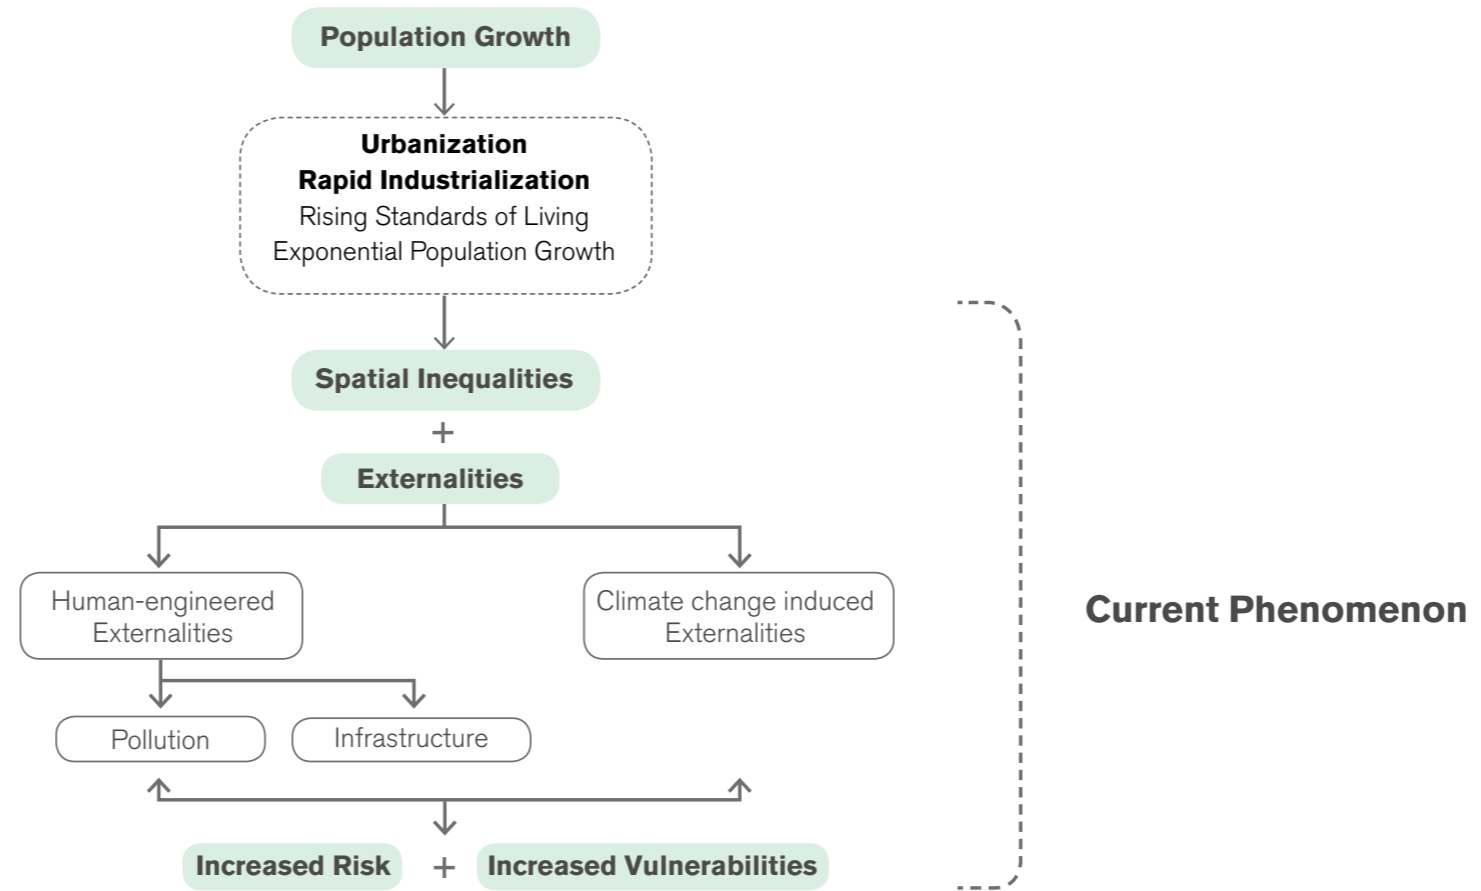 Population Growth
Urbanization
Rapid Industrialization
Rising Standards of Living
Exponential Population Growth
Spatial Inequalities
+
Externalities
Human-engineered
Externalities
Climate change induced
Externalities
Current Phenomenon
Pollution
Infrastructure
Increased Risk + Increased Vulnerabilities